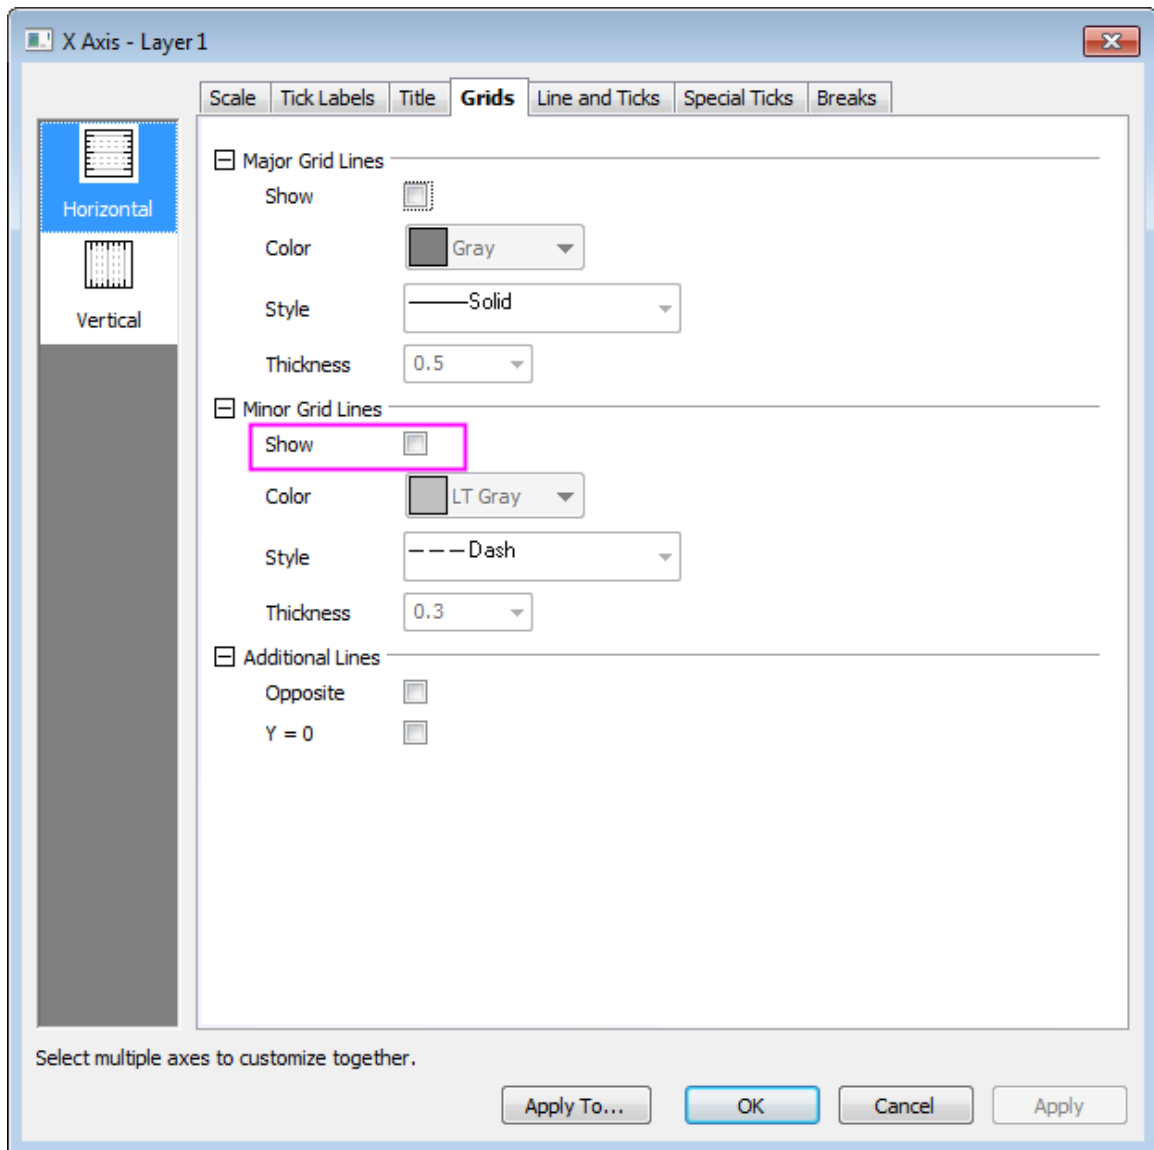 X Axis - Layer 1
Scale Tick Labels Title Grids Line and Ticks Special Ticks Breaks
Horizontal
Vertical
Major Grid Lines
Show
Color Gray
Style Solid
Thickness 0.5
Minor Grid Lines
Show
Color LT Gray
Style Dash
Thickness 0.3
Additional Lines
Opposite
Y = 0
Select multiple axes to customize together.
Apply To... OK Cancel Apply